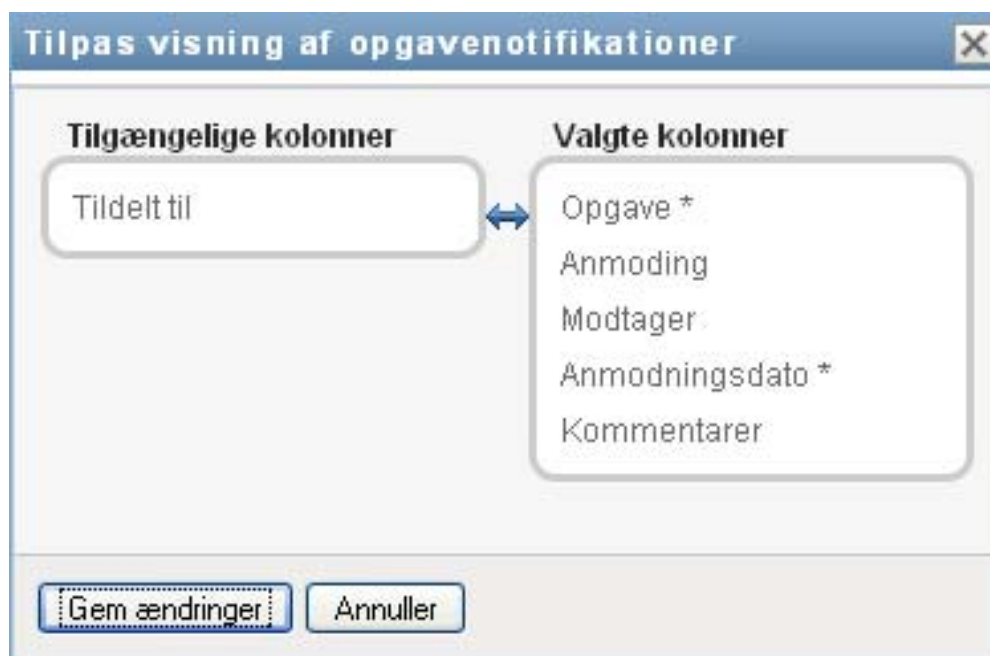 Tilpas visning af opgavenotifikationer
Tilgængelige kolonner
Tildelt til
Valgte kolonner
Opgave *
Anmoding
Modtager
Anmodningsdato *
Kommentarer
Gem ændringer
Annuller